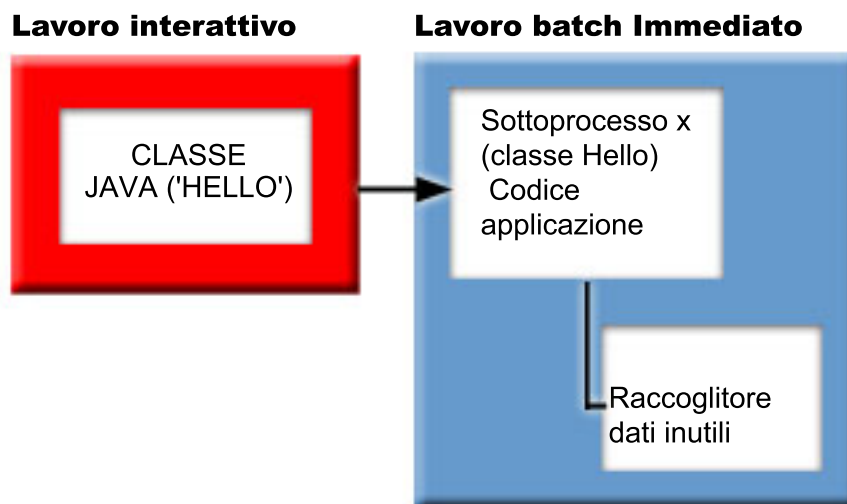 Lavoro interattivo
Lavoro batch Immediato
CLASSE
JAVA ('HELLO')
Sottoprocesso x
(classe Hello)
Codice
applicazione
Raccoglitore
dati inutili